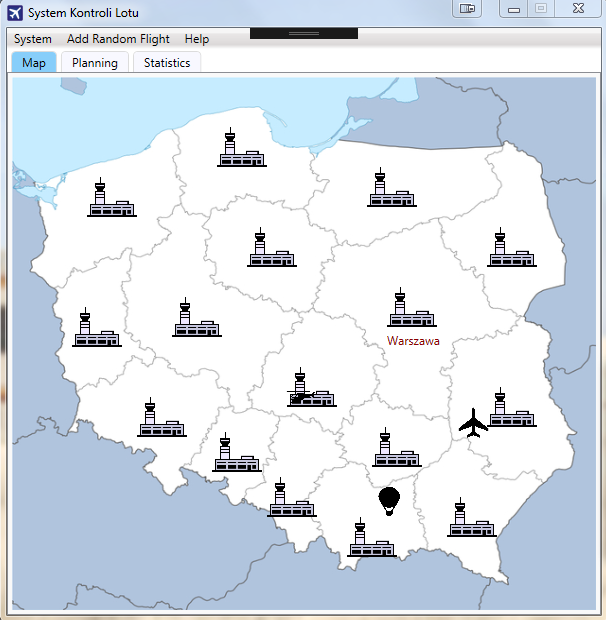 System Kontroli Lotu
System Add Random Flight Help
Map Planning Statistics
Warszawa